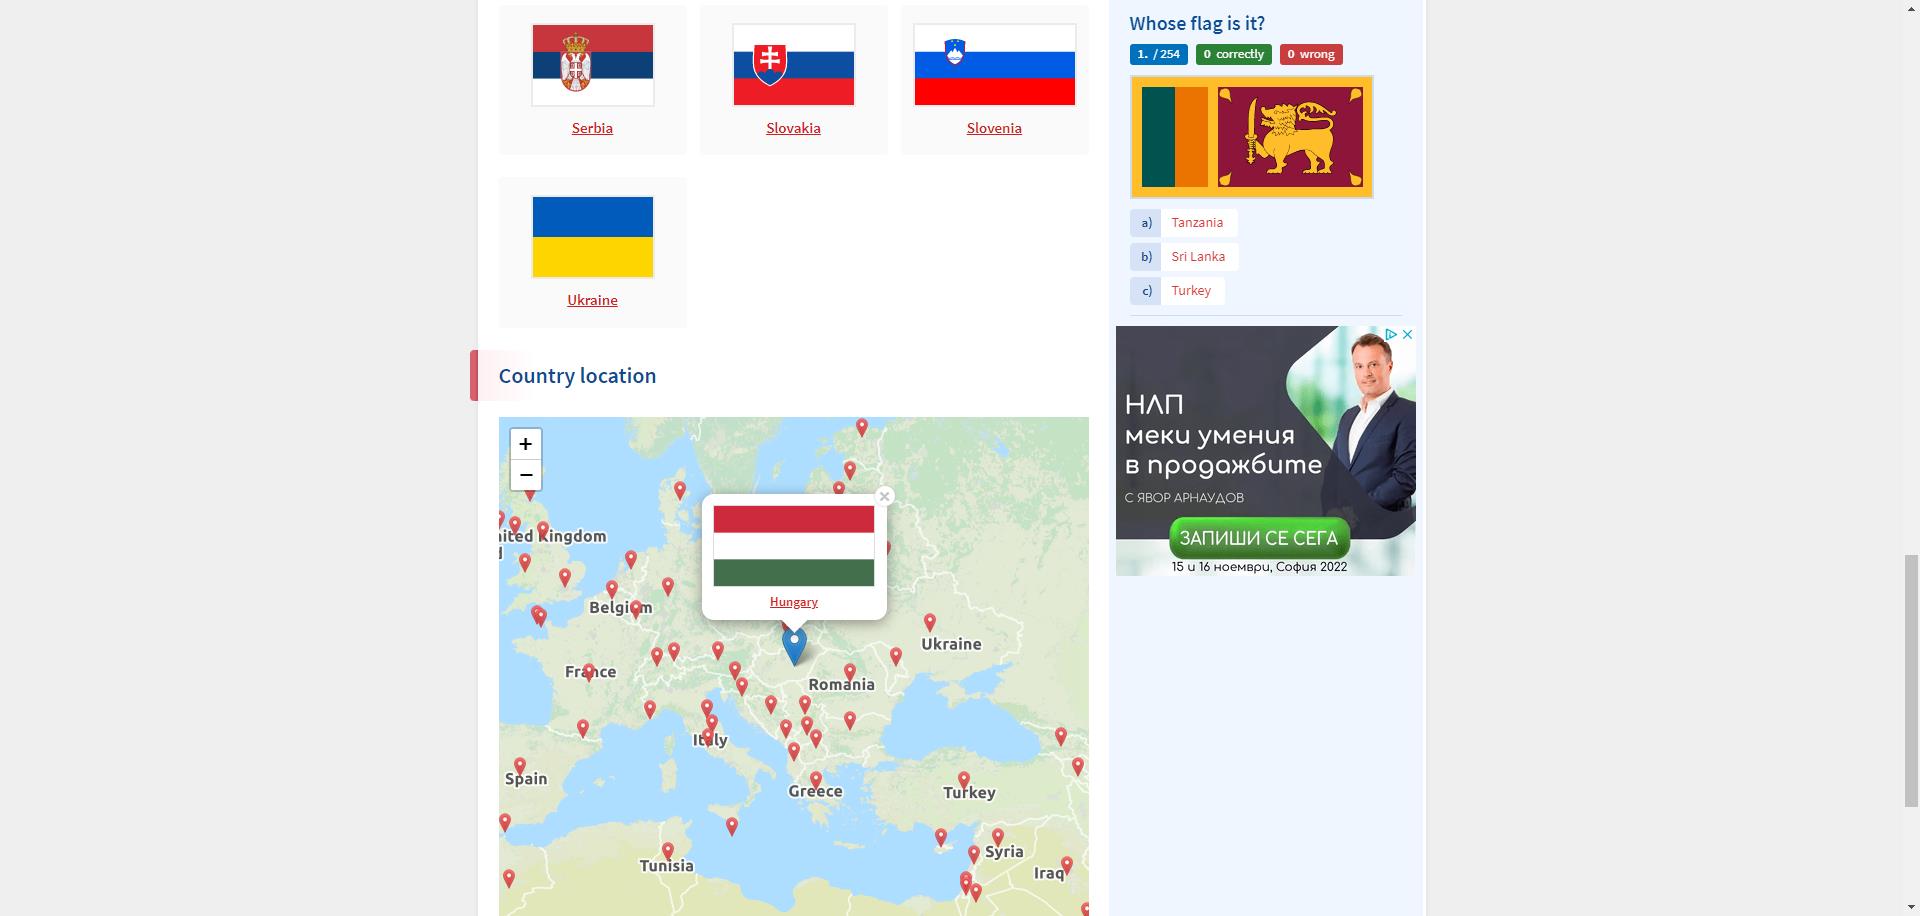 Serbia
Slovakia
Slovenia
Ukraine
Country location
+
−
United Kingdom
Belgium
France
Italy
Spain
Tunisia
Ukraine
Romania
Greece
Turkey
Syria
Iraq
Hungary
Whose flag is it?
1. / 254
0 correctly
0 wrong
a) Tanzania
b) Sri Lanka
c) Turkey
НЛП
меки умения
в продажбите
С ЯВОР АРНАУДОВ
ЗАПИШИ СЕ СЕГА
15 и 16 ноември, София 2022